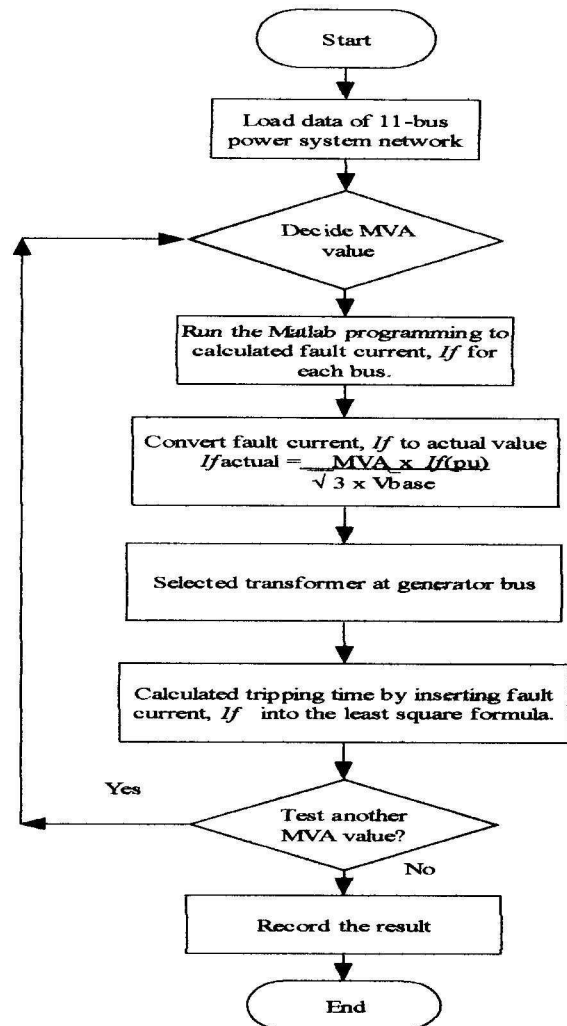 Start
Load data of 11-bus
power system network
Decide MVA
value
Run the Matlab programming to
calculated fault current, If for
each bus.
Convert fault current, If to actual value
Ifactual = MVA x If(pu)
√ 3 x Vbase
Selected transformer at generator bus
Calculated tripping time by inserting fault
current, If into the least square formula.
Yes
Test another
MVA value?
No
Record the result
End